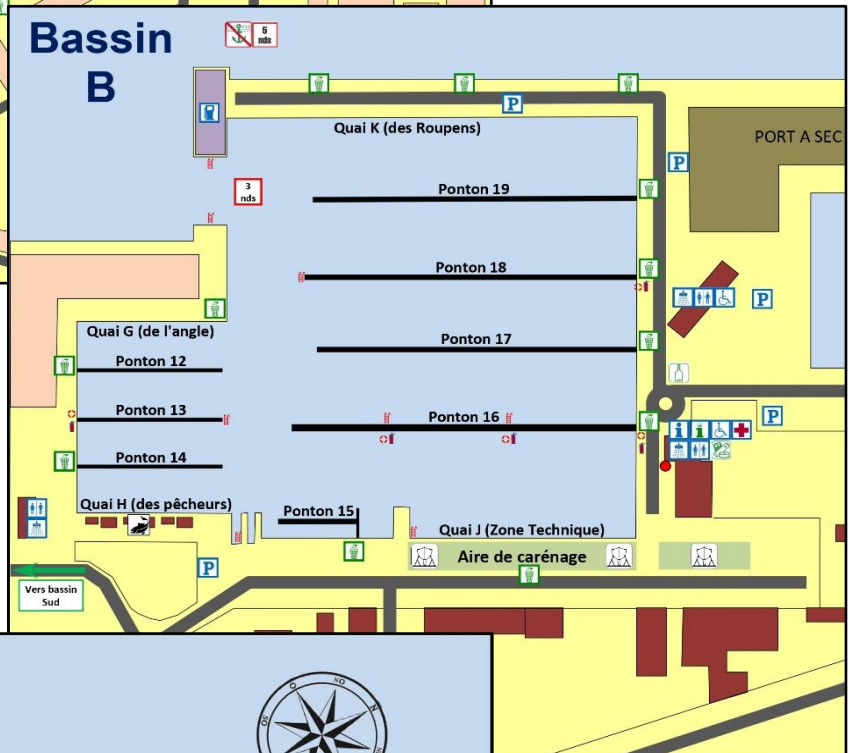 Bassin
B
5
nds
P
Quai K (des Roupens)
PORT A SEC
P
3
nds
Ponton 19
Ponton 18
P
Quai G (de l'angle)
Ponton 17
Ponton 12
Ponton 13
Ponton 16
P
i i
Ponton 14
Quai H (des pêcheurs)
Ponton 15
Quai J (Zone Technique)
Aire de carénage
P
Vers bassin
Sud
O
NO
N
SO